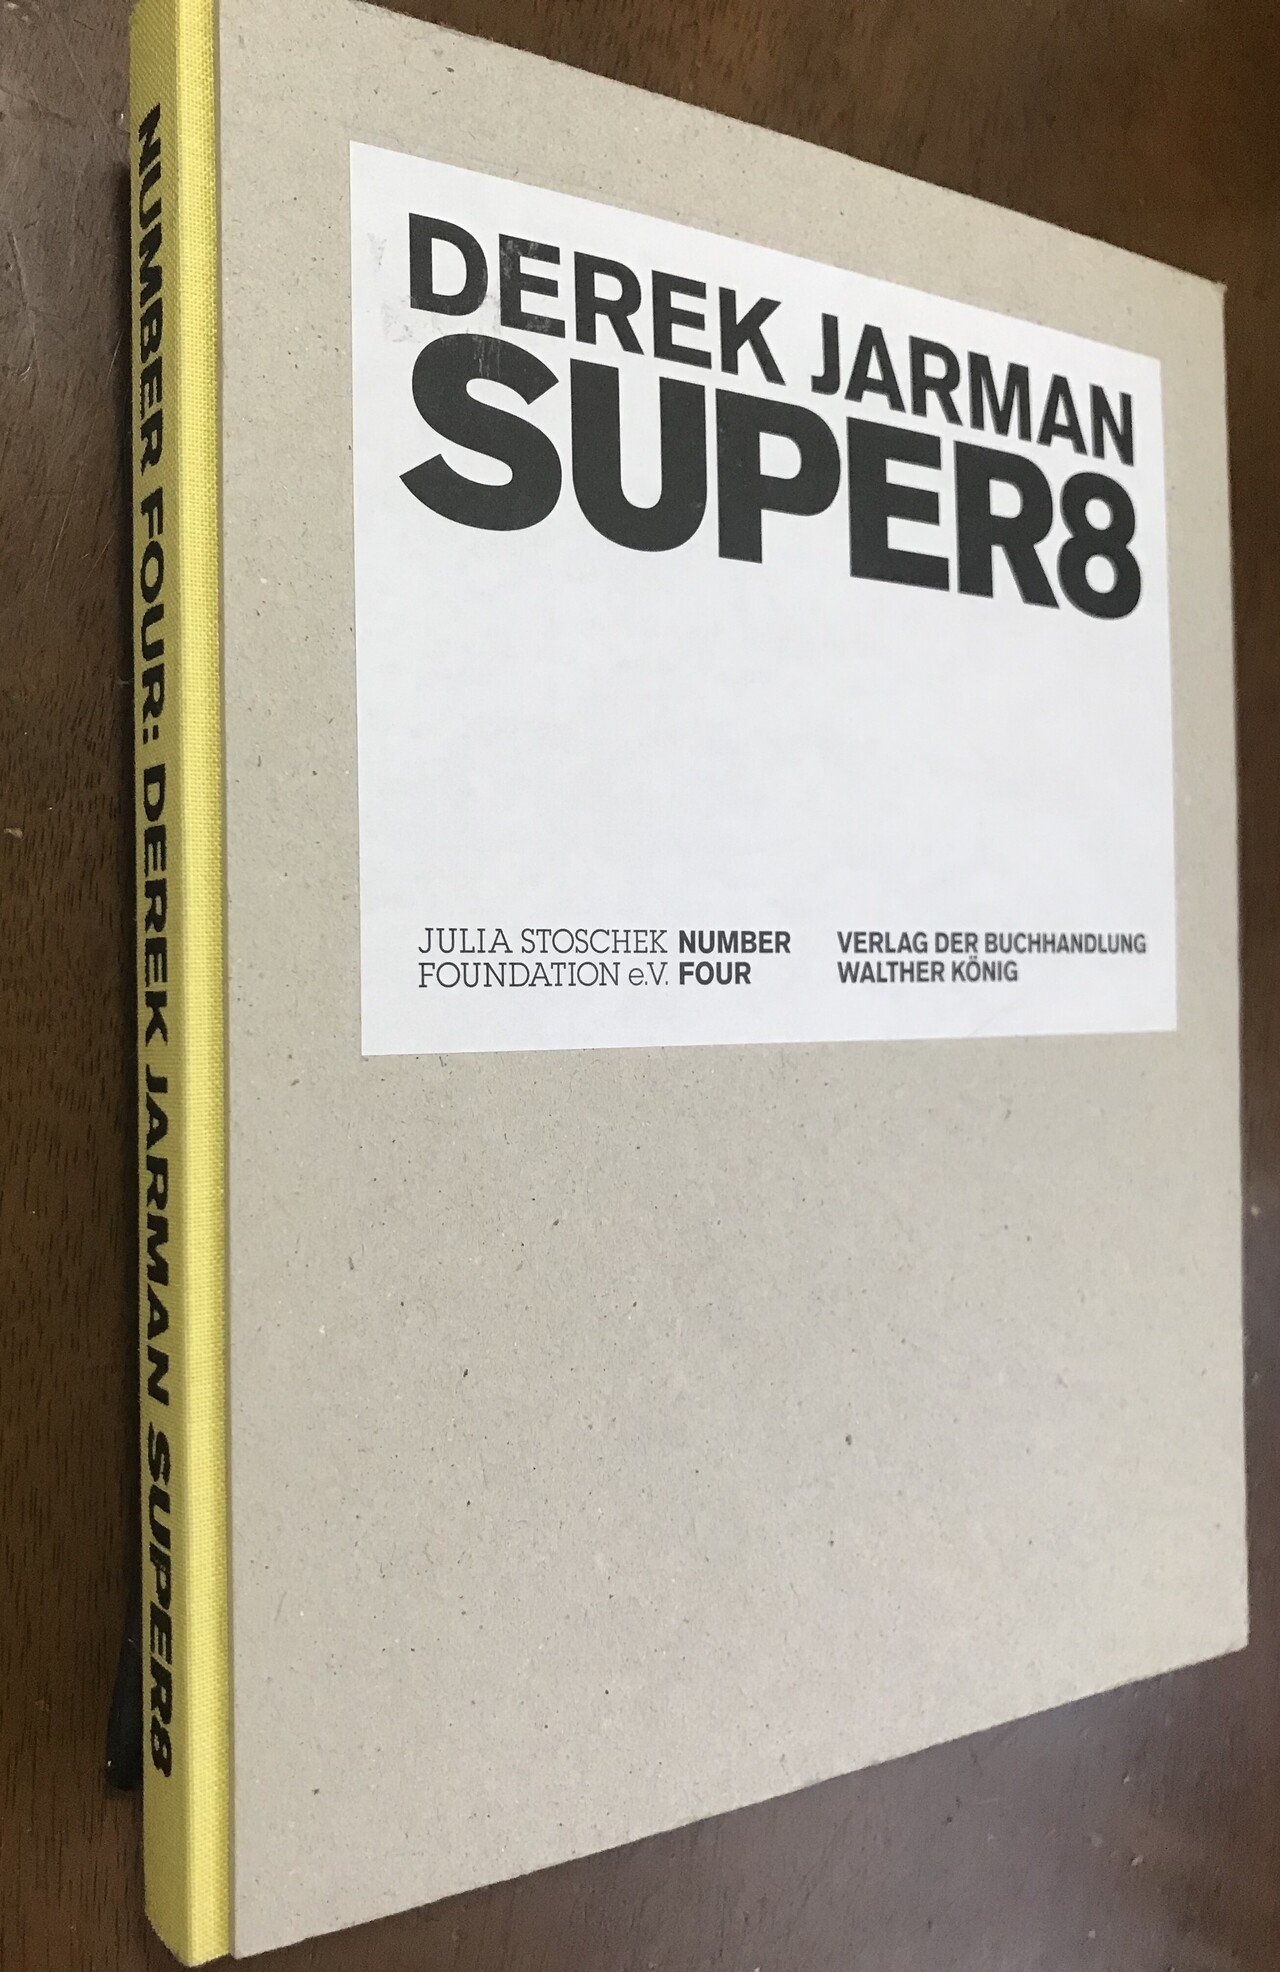 NUMBER FOUR: DEREK JARMAN SUPER8
DEREK JARMAN
SUPER8
JULIA STOSCHEK NUMBER
FOUNDATION e.V. FOUR
VERLAG DER BUCHHANDLUNG
WALTHER KÖNIG